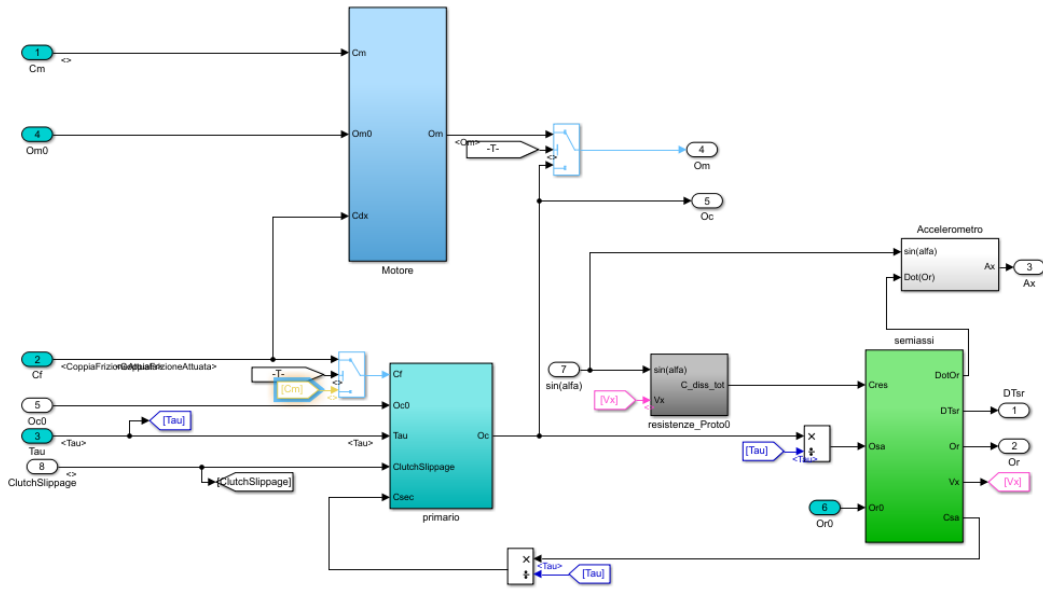 1
Cm
<>
Cm
4
Om0
Om0
Om
<Om>
-T-
<>
4
Om
5
Oc
Cdx
Motore
Accelerometro
sin(alfa)
Dot(Or)
Ax
3
Ax
2
Cf
<CoppiaFrizioneAttuata>
-T-
<>
[Cm]
Cf
5
Oc0
Oc0
3
Tau
<Tau>
[Tau]
<Tau>
Tau
Oc
8
ClutchSlippage
<>
[ClutchSlippage]
ClutchSlippage
Csec
primario
7
sin(alfa)
sin(alfa)
C_diss_tot
[Vx]
Vx
resistenze_Proto0
[Tau]
<Tau>
×
÷
semiassi
Cres
DotOr
DTsr
DTsr
1
Osa
Or
2
Or
Vx
[Vx]
6
Or0
Or0
Csa
×
÷
<Tau>
[Tau]